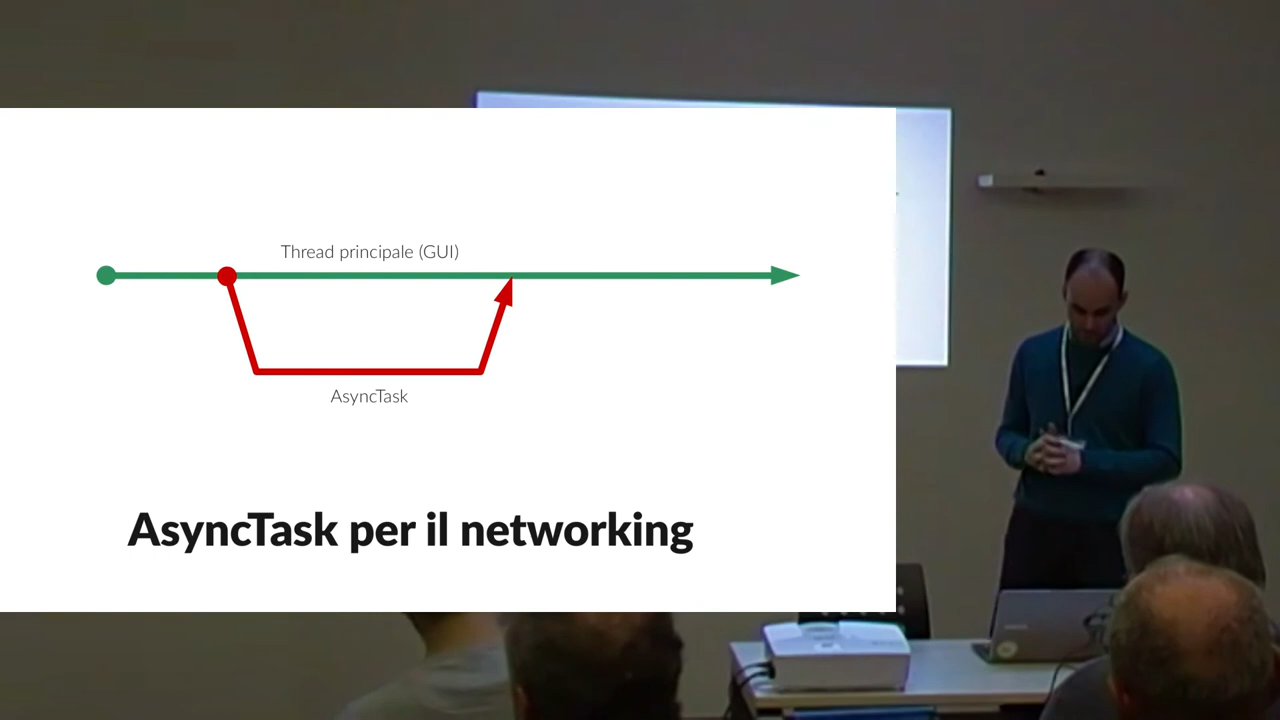 Thread principale (GUI)
AsyncTask
AsyncTask per il networking